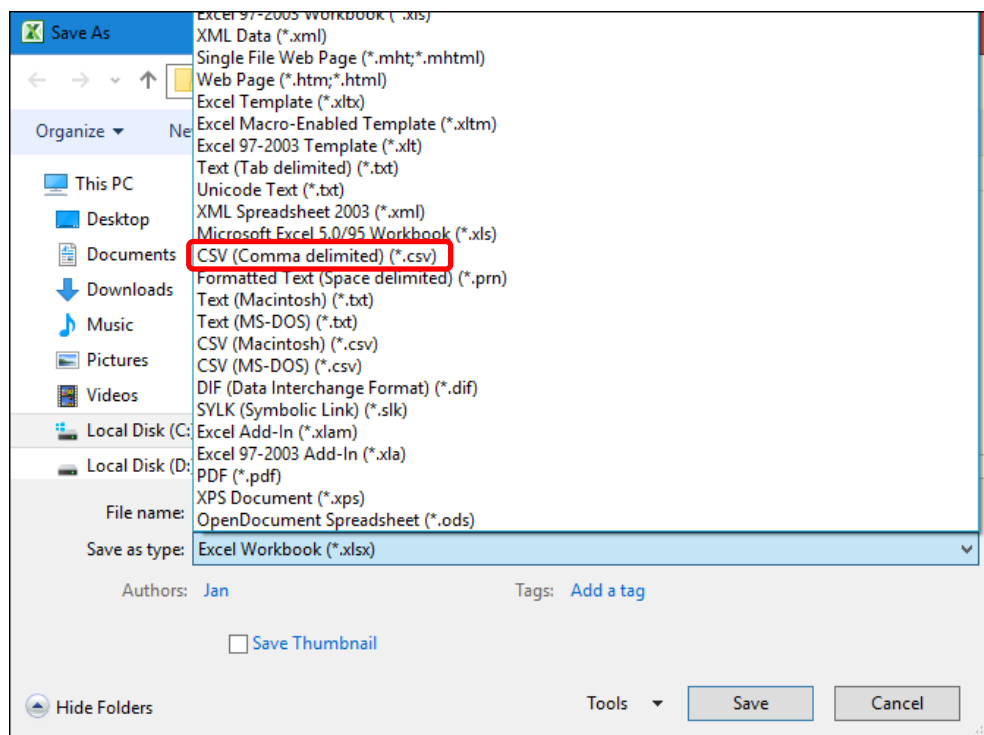 Save As
Excel 97-2003 Workbook (*.xls)
XML Data (*.xml)
Single File Web Page (*.mht;*.mhtml)
Web Page (*.htm;*.html)
Excel Template (*.xltx)
Excel Macro-Enabled Template (*.xltm)
Excel 97-2003 Template (*.xlt)
Text (Tab delimited) (*.txt)
Unicode Text (*.txt)
XML Spreadsheet 2003 (*.xml)
Microsoft Excel 5.0/95 Workbook (*.xls)
CSV (Comma delimited) (*.csv)
Formatted Text (Space delimited) (*.prn)
Text (Macintosh) (*.txt)
Text (MS-DOS) (*.txt)
CSV (Macintosh) (*.csv)
CSV (MS-DOS) (*.csv)
DIF (Data Interchange Format) (*.dif)
SYLK (Symbolic Link) (*.slk)
Excel Add-In (*.xlam)
Excel 97-2003 Add-In (*.xla)
PDF (*.pdf)
XPS Document (*.xps)
OpenDocument Spreadsheet (*.ods)
Organize
Ne
This PC
Desktop
Documents
Downloads
Music
Pictures
Videos
Local Disk (C:
Local Disk (D:
File name:
Save as type: Excel Workbook (*.xlsx)
Authors: Jan
Tags: Add a tag
Save Thumbnail
Hide Folders
Tools
Save
Cancel